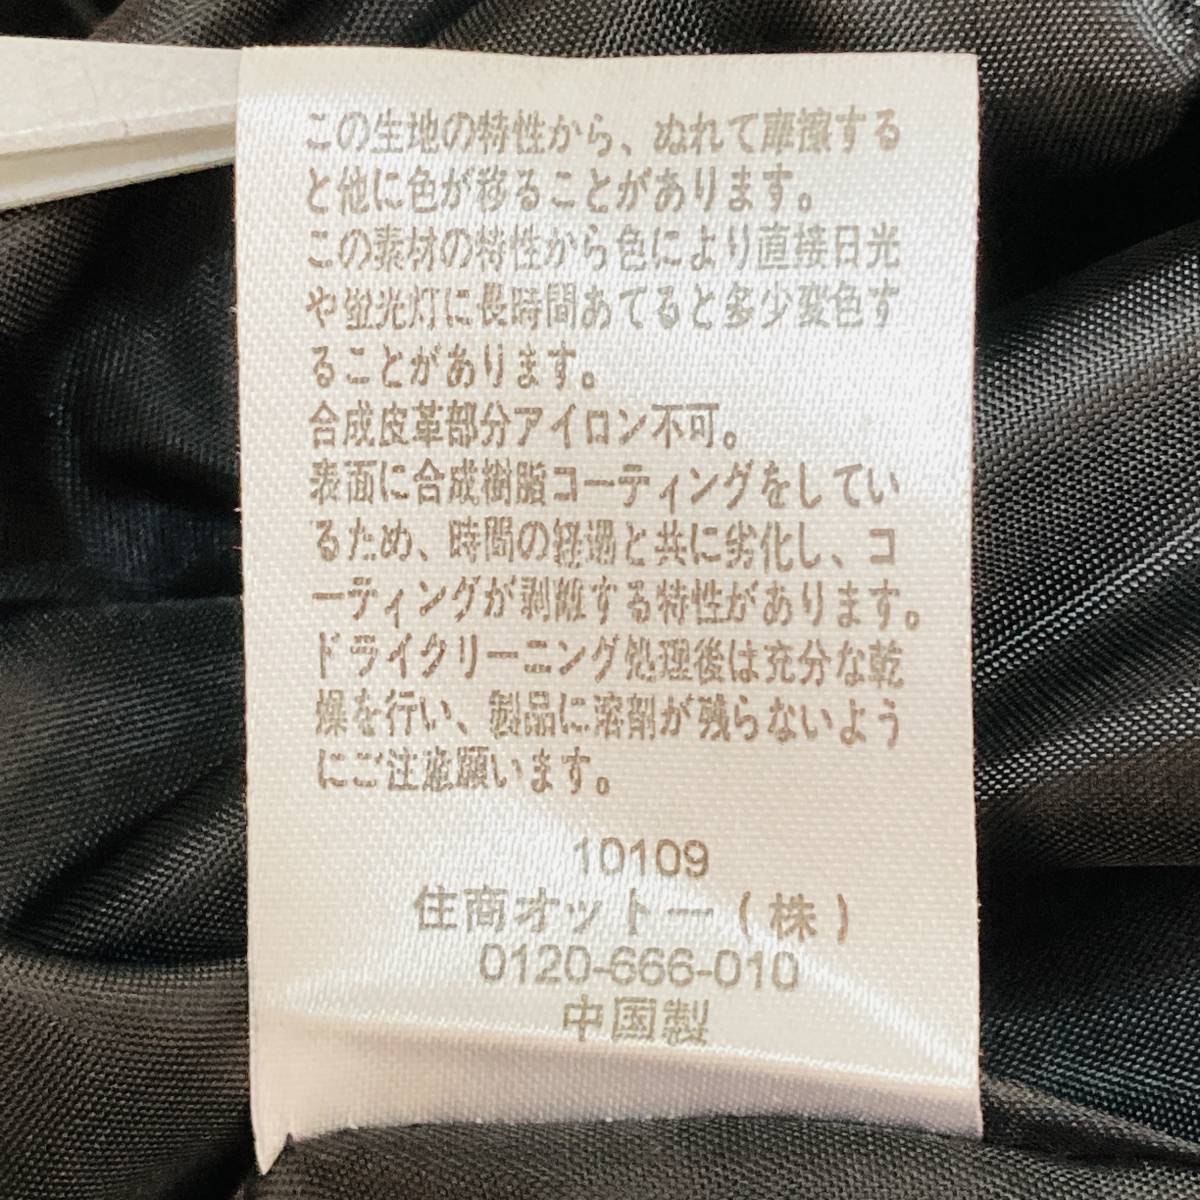 この生地の特性から、ぬれて摩擦する
と他に色が移ることがあります。
この素材の特性から色により直接日光
や蛍光灯に長時間あてると多少変色す
ることがあります。
合成皮革部分アイロン不可。
表面に合成樹脂コーティングをしてい
るため、時間の経過と共に劣化し、コ
ーティングが剥離する特性があります。
ドライクリーニング処理後は充分な乾
燥を行い、製品に溶剤が残らないよう
にご注意願います。
10109
住商オットー(株)
0120-666-010
中国製